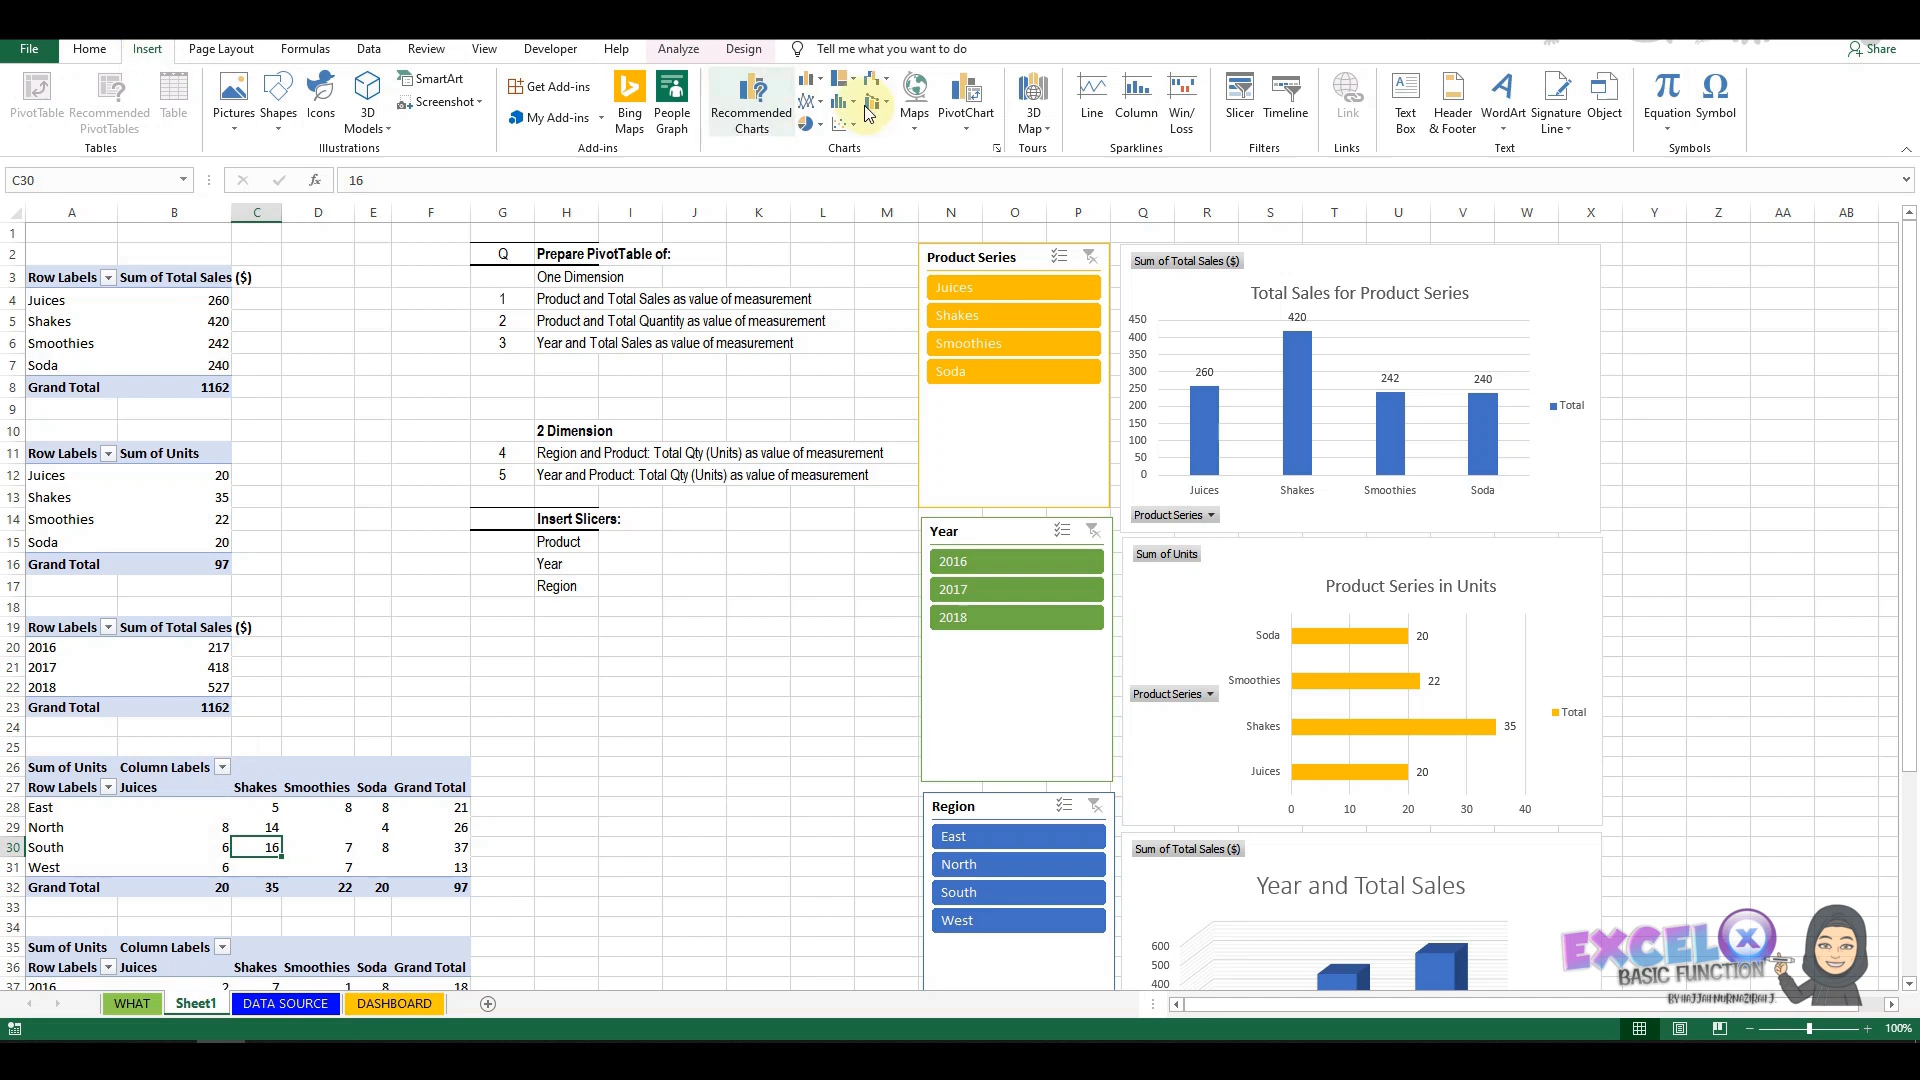 File Home Insert Page Layout Formulas Data Review View Developer Help Analyze Design Tell me what you want to do Share
PivotTable Recommended PivotTables Table Tables
Pictures Shapes Icons 3D Models SmartArt Screenshot Illustrations
Get Add-ins My Add-ins Bing Maps People Graph Add-ins
Recommended Charts Maps PivotChart Charts
3D Map Tours
Line Column Win/Loss Sparklines
Slicer Timeline Filters
Link Links
Text Box Header & Footer WordArt Signature Line Object Text
Equation Symbol Symbols
C30 fx 16
A B C D E F G H I J K L M N O P Q R S T U V W X Y Z AA AB
1
2
3 Row Labels Sum of Total Sales ($)
4 Juices 260
5 Shakes 420
6 Smoothies 242
7 Soda 240
8 Grand Total 1162
9
10
11 Row Labels Sum of Units
12 Juices 20
13 Shakes 35
14 Smoothies 22
15 Soda 20
16 Grand Total 97
17
18
19 Row Labels Sum of Total Sales ($)
20 2016 217
21 2017 418
22 2018 527
23 Grand Total 1162
24
25
26 Sum of Units Column Labels
27 Row Labels Juices Shakes Smoothies Soda Grand Total
28 East 5 8 8 21
29 North 8 14 4 26
30 South 6 16 7 8 37
31 West 6 7 13
32 Grand Total 20 35 22 20 97
33
34
35 Sum of Units Column Labels
36 Row Labels Juices Shakes Smoothies Soda Grand Total
37 2016 2 7 1 8 18
Q Prepare PivotTable of:
One Dimension
1 Product and Total Sales as value of measurement
2 Product and Total Quantity as value of measurement
3 Year and Total Sales as value of measurement
2 Dimension
4 Region and Product: Total Qty (Units) as value of measurement
5 Year and Product: Total Qty (Units) as value of measurement
Insert Slicers:
Product
Year
Region
Product Series
Juices
Shakes
Smoothies
Soda
Year
2016
2017
2018
Region
East
North
South
West
Sum of Total Sales ($)
Total Sales for Product Series
450
400
350
300
250
200
150
100
50
0
260 420 242 240
Juices Shakes Smoothies Soda
Total
Product Series
Sum of Units
Product Series in Units
Soda 20
Smoothies 22
Shakes 35
Juices 20
0 10 20 30 40
Product Series
Total
Sum of Total Sales ($)
Year and Total Sales
600
500
400
EXCEL X
BASIC FUNCTION
BY HAJJAH NURNAZIRAH J.
WHAT Sheet1 DATA SOURCE DASHBOARD
100%